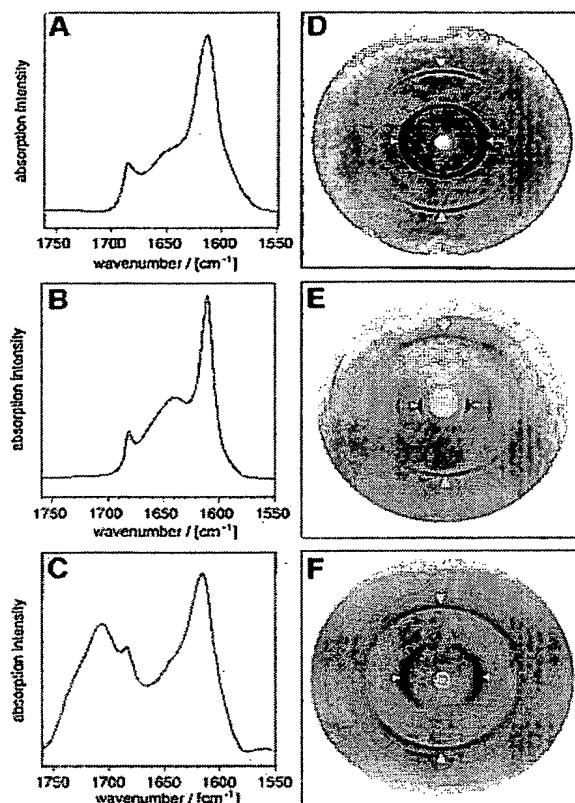 A
absorption intensity
1750 1700 1650 1600 1550
wavenumber / [cm⁻¹]
D
B
absorption intensity
1750 1700 1650 1600 1550
wavenumber / [cm⁻¹]
E
C
absorption intensity
1750 1700 1650 1600 1550
wavenumber / [cm⁻¹]
F